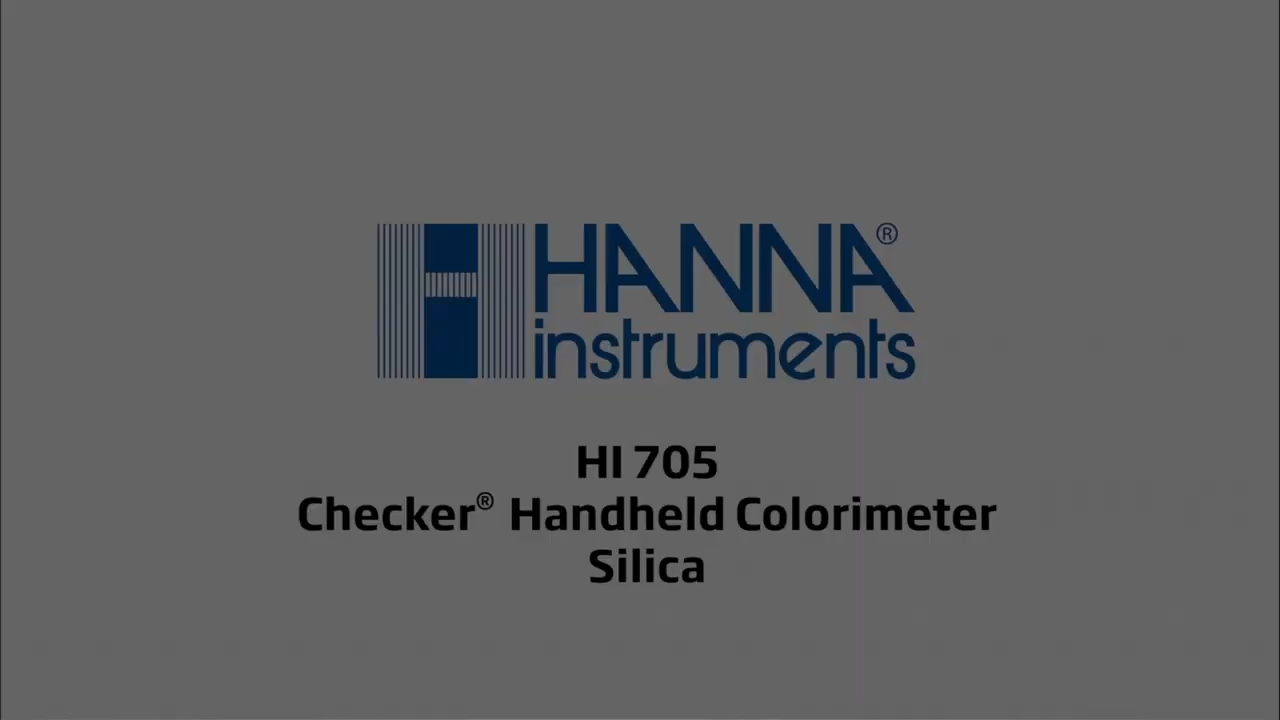 HANNA®
instruments
HI 705
Checker® Handheld Colorimeter
Silica